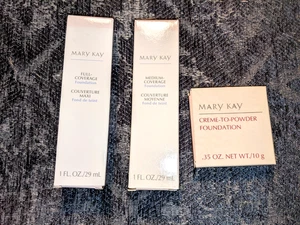 MARY KAY
FULL-
COVERAGE
Foundation
COUVERTURE
MAXI
Fond de teint
1 FL. OZ./29 mL
MARY KAY
MEDIUM-
COVERAGE
Foundation
COUVERTURE
MOYENNE
Fond de teint
1 FL. OZ./29 mL
MARY KAY
CREME-TO-POWDER
FOUNDATION
.35 OZ. NET WT./10 g